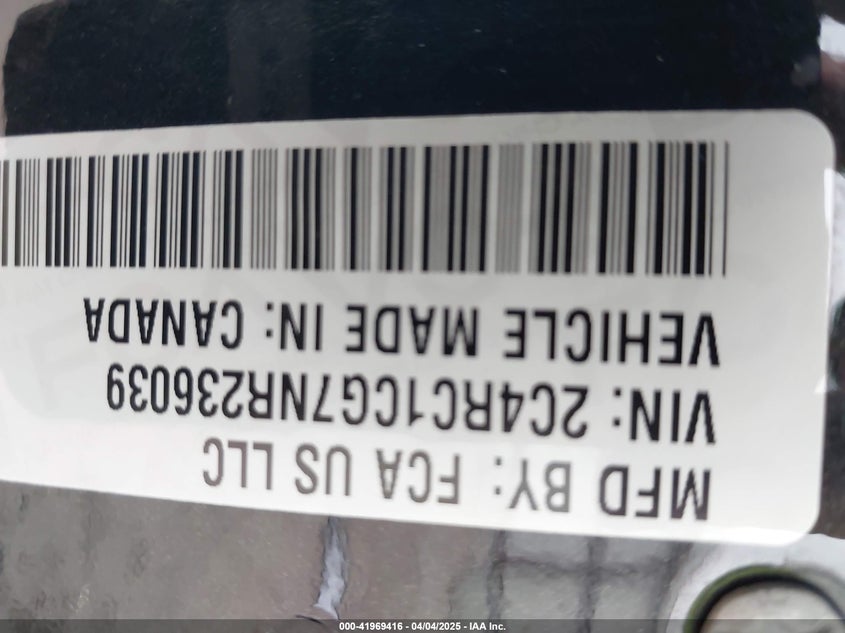 MFD BY: FCA US LLC
VIN: 2C4RC1CG7NR236039
VEHICLE MADE IN: CANADA
000-41969416 - 04/04/2025 - IAA Inc.